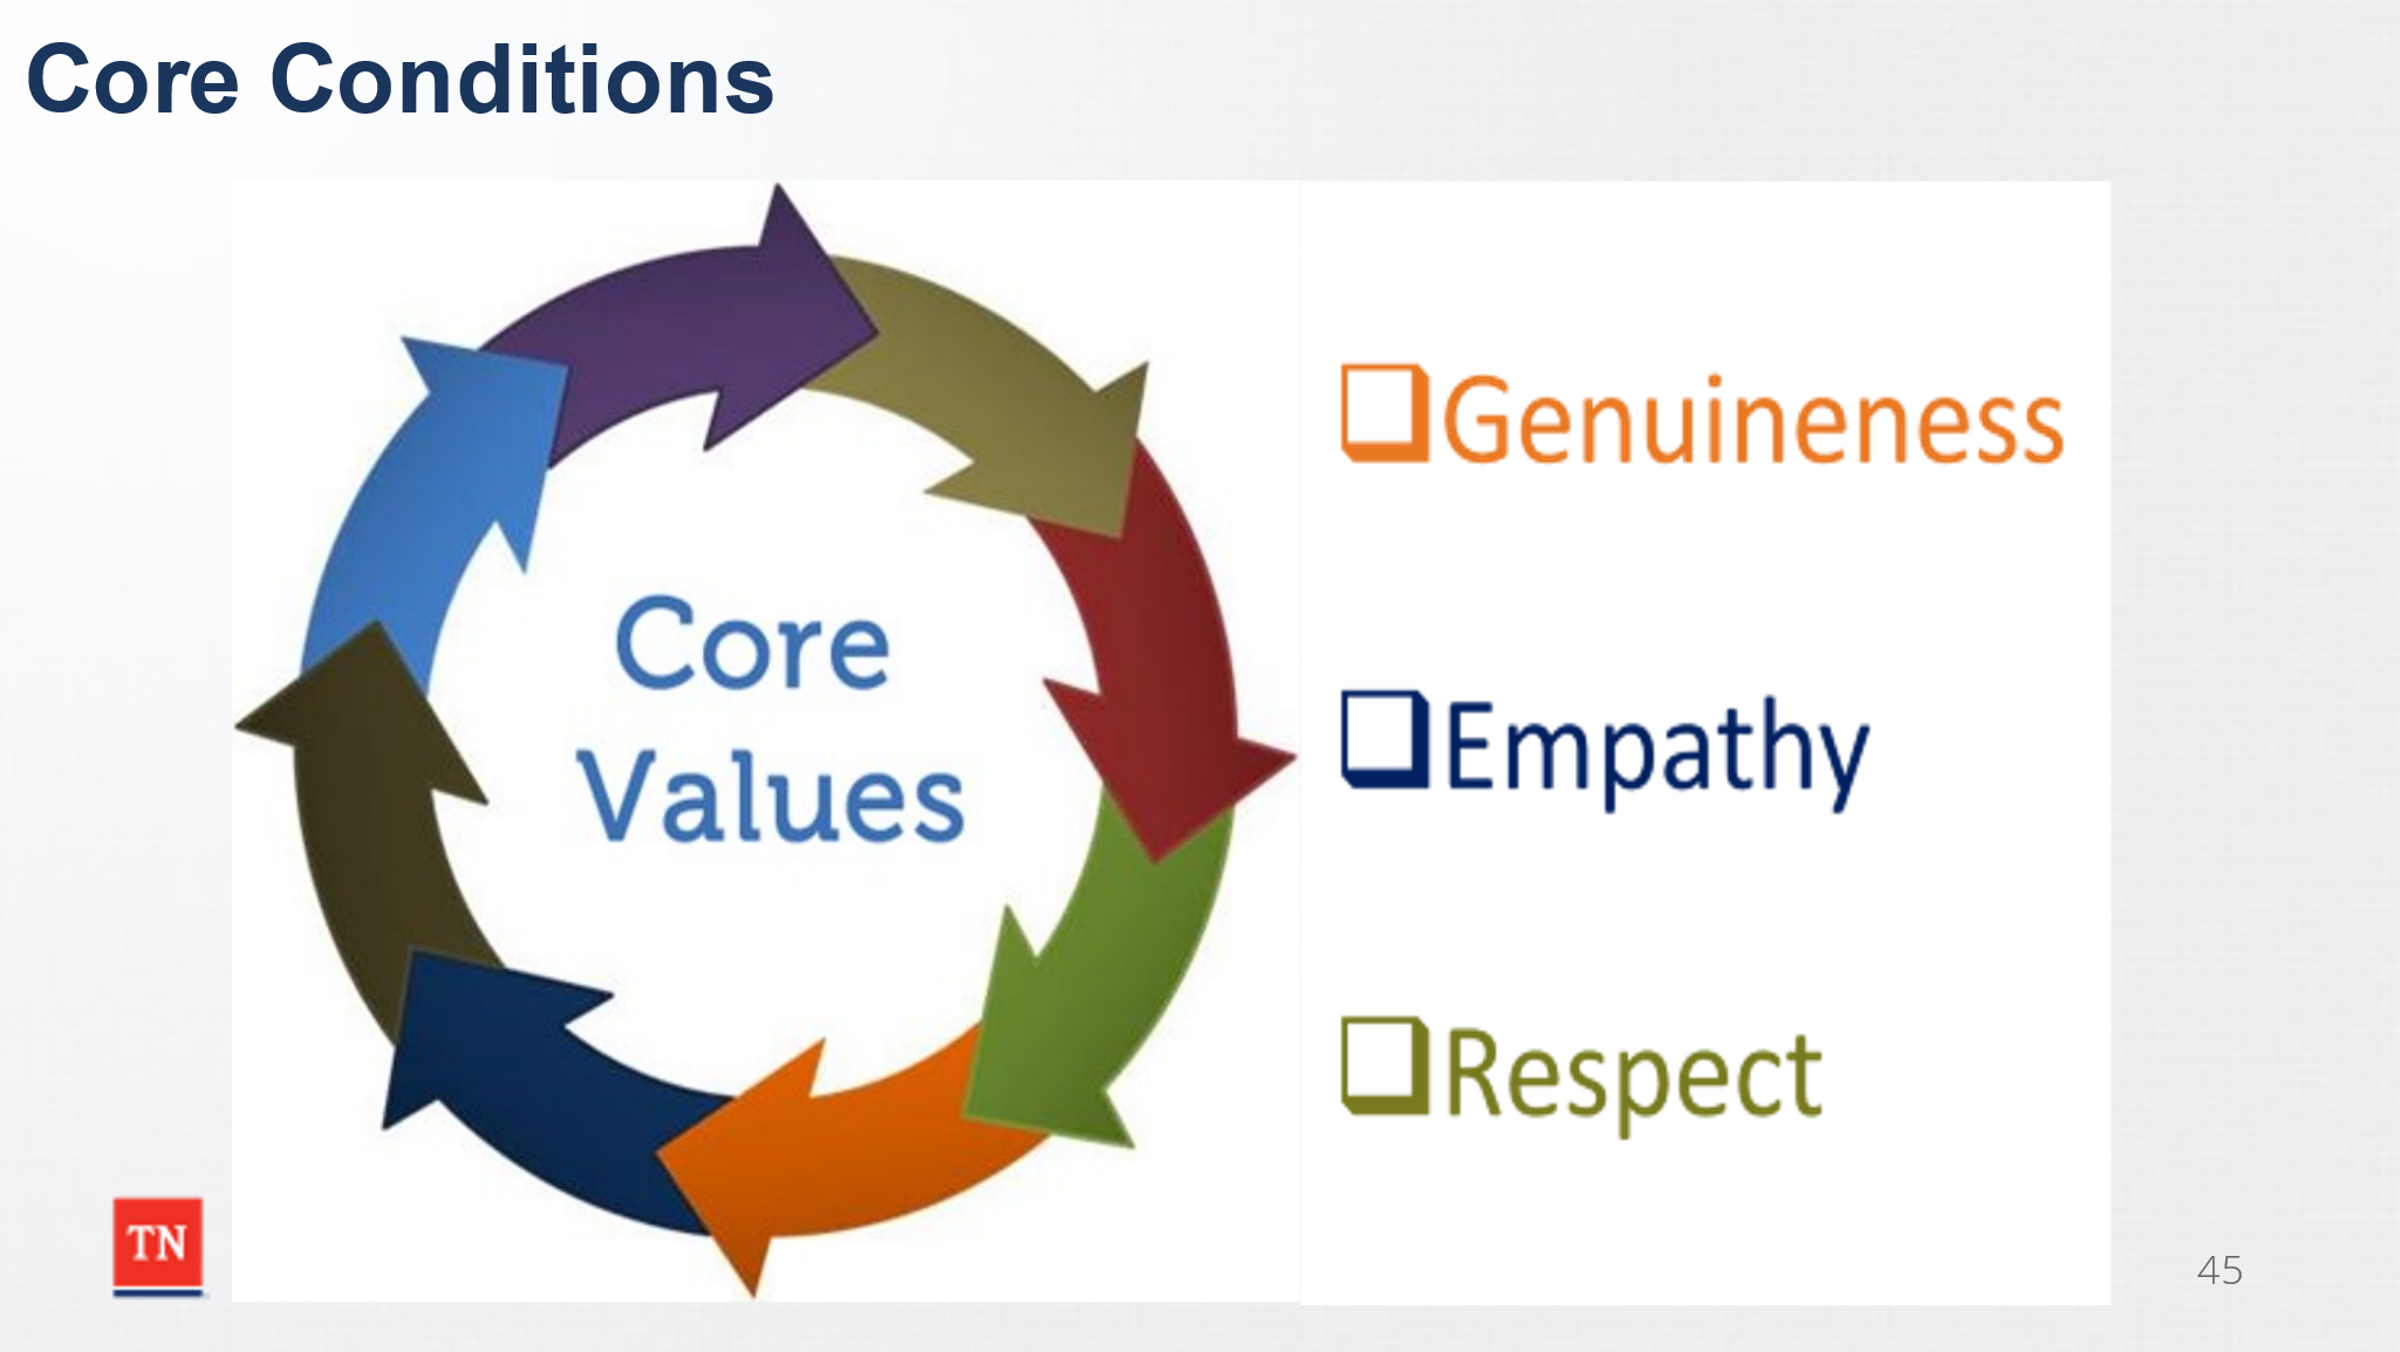 Core Conditions
Core
Values
Genuineness
Empathy
Respect
TN
45